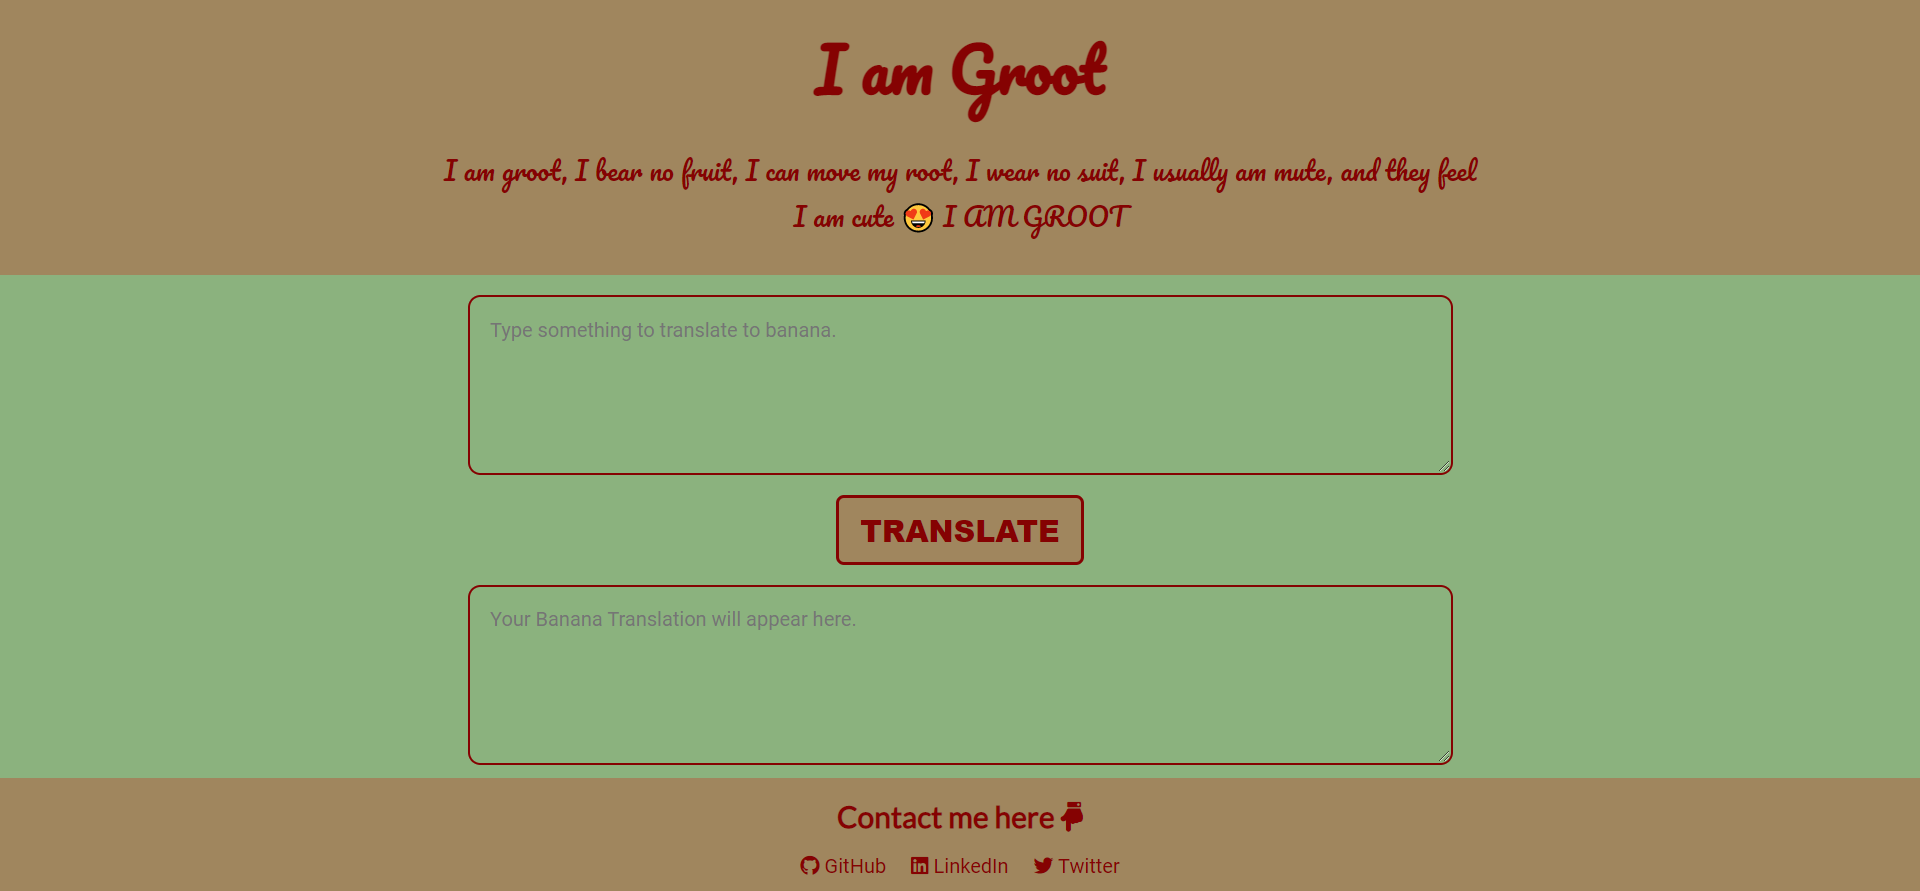 I am Groot
I am groot, I bear no fruit, I can move my root, I wear no suit, I usually am mute, and they feel
I am cute 😍 I AM GROOT
Type something to translate to banana.
TRANSLATE
Your Banana Translation will appear here.
Contact me here
GitHub LinkedIn Twitter